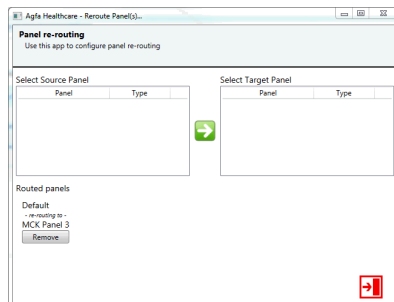 Agfa Healthcare - Reroute Panel(s)...
Panel re-routing
Use this app to configure panel re-routing
Select Source Panel
Select Target Panel
Panel Type
Panel Type
Routed panels
Default
- re-routing to -
MCK Panel 3
Remove